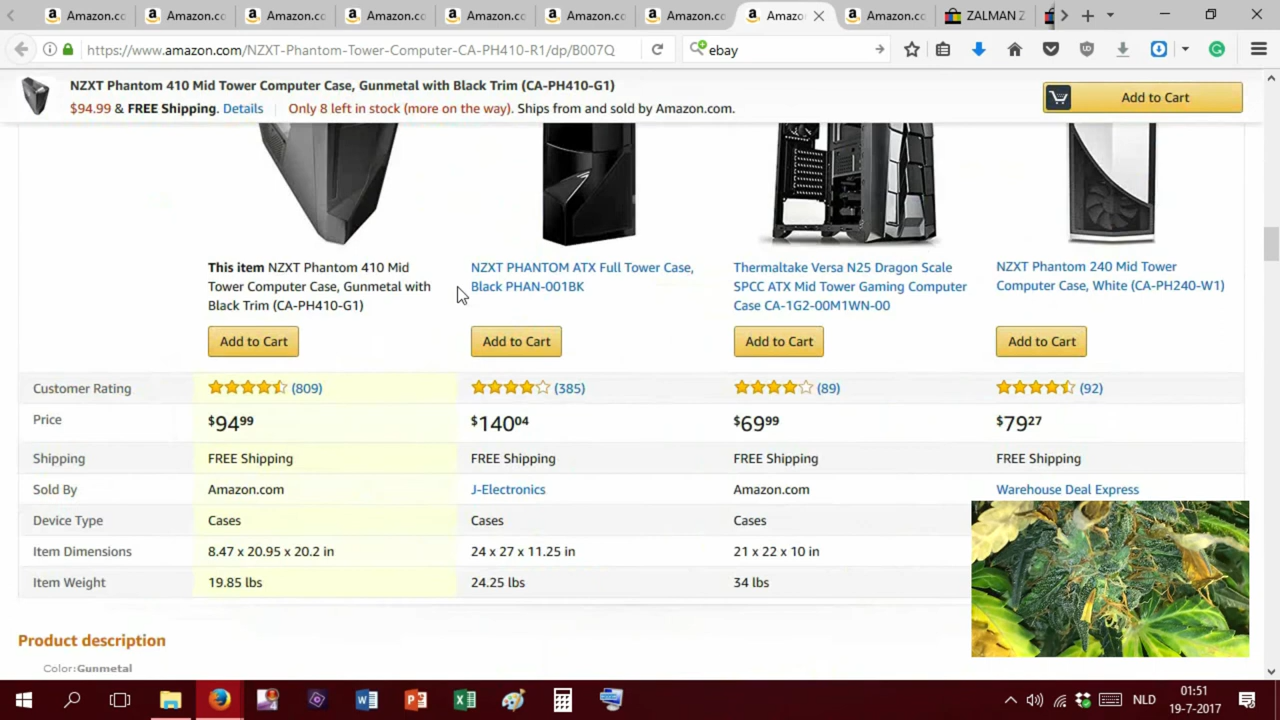 Amazon.co Amazon.co Amazon.co Amazon.co Amazon.co Amazon.co Amazon.co Amazo Amazon.co ZALMAN Z
https://www.amazon.com/NZXT-Phantom-Tower-Computer-CA-PH410-R1/dp/B007Q
ebay
NZXT Phantom 410 Mid Tower Computer Case, Gunmetal with Black Trim (CA-PH410-G1)
$94.99 & FREE Shipping. Details Only 8 left in stock (more on the way). Ships from and sold by Amazon.com.
Add to Cart
This item NZXT Phantom 410 Mid
Tower Computer Case, Gunmetal with
Black Trim (CA-PH410-G1)
NZXT PHANTOM ATX Full Tower Case,
Black PHAN-001BK
Thermaltake Versa N25 Dragon Scale
SPCC ATX Mid Tower Gaming Computer
Case CA-1G2-00M1WN-00
NZXT Phantom 240 Mid Tower
Computer Case, White (CA-PH240-W1)
Add to Cart Add to Cart Add to Cart Add to Cart
Customer Rating (809) (385) (89) (92)
Price $9499 $14004 $6999 $7927
Shipping FREE Shipping FREE Shipping FREE Shipping FREE Shipping
Sold By Amazon.com J-Electronics Amazon.com Warehouse Deal Express
Device Type Cases Cases Cases
Item Dimensions 8.47 x 20.95 x 20.2 in 24 x 27 x 11.25 in 21 x 22 x 10 in
Item Weight 19.85 lbs 24.25 lbs 34 lbs
Product description
Color:Gunmetal
NLD
01:51
19-7-2017